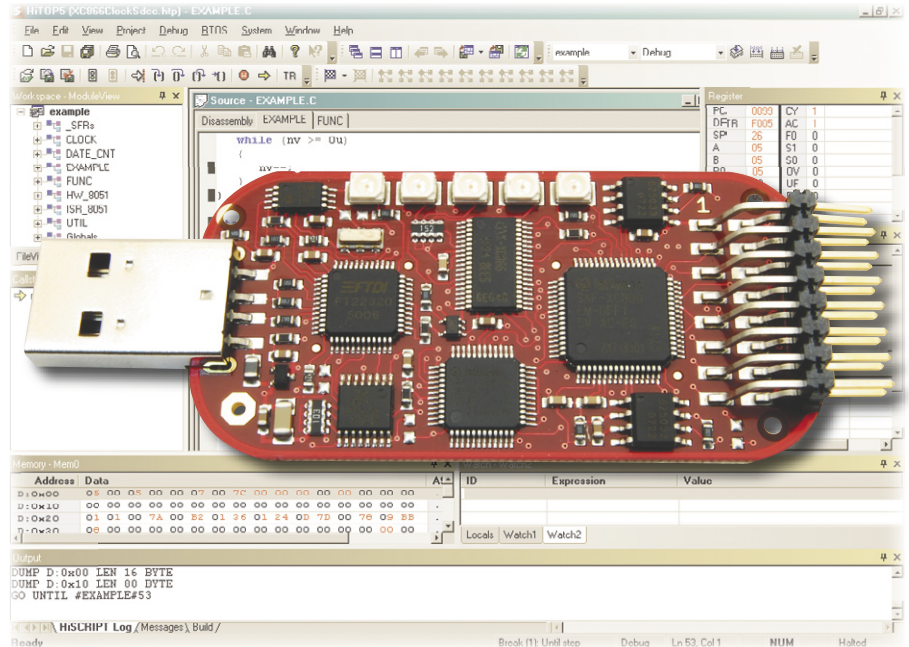 HiTOP5 (XC866ClockSdcc.htp) - EXAMPLE.C
File Edit View Project Debug RTOS System Window Help
example Debug
TR
Workspace - ModuleView
example
_SFRs
CLOCK
DATE_CNT
EXAMPLE
FUNC
HW_8051
ISR_8051
UTIL
Globals
Source - EXAMPLE.C
Disassembly EXAMPLE FUNC
while (nv >= 0u)
{
nv--;
Register
PC 0099 CY 1
DPTR F005 AC 1
SP 26 F0 0
A 05 S1 0
B 05 S0 0
05 OV 0
UF 0
1
FTDI
152
103
Memory - Mem0
Address Data
D:0x00 05 00 05 00 00 07 00 7C 00 00 00 00 00 00 00 00
D:0x10 00 00 00 00 00 00 00 00 00 00 00 00 00 00 00 00
D:0x20 01 01 00 7A 00 B2 01 36 01 24 0D 7D 00 78 09 BB
D:0x30
ID Expression Value
Locals Watch1 Watch2
Output
DUMP D:0x00 LEN 16 BYTE
DUMP D:0x10 LEN 00 BYTE
GO UNTIL #EXAMPLE#53
HiSCRIPT Log Messages Build
Ready Break (1): Until stop Debug Ln 53, Col 1 NUM Halted